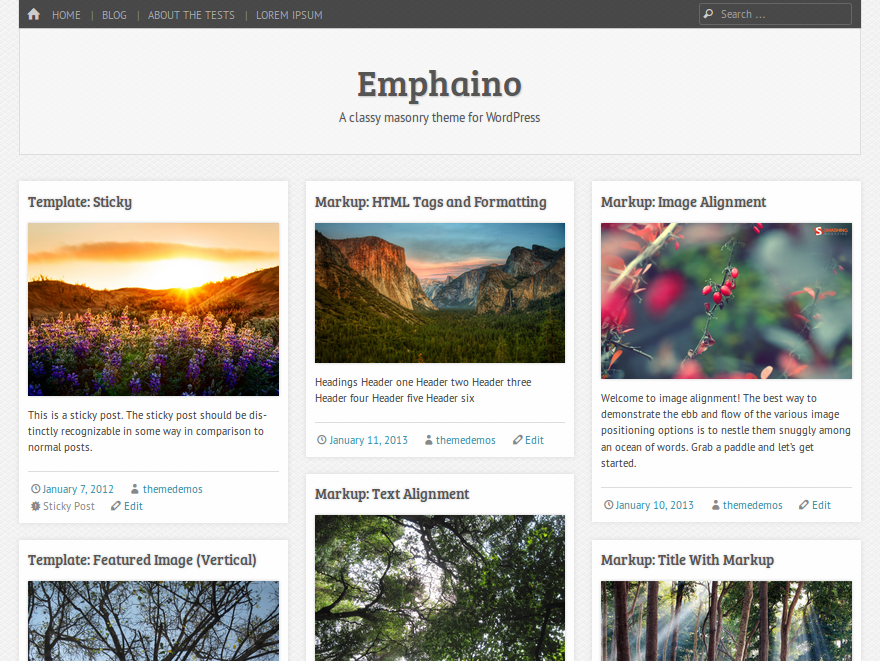 HOME | BLOG | ABOUT THE TESTS | LOREM IPSUM
Search ...
Emphaino
A classy masonry theme for WordPress
Template: Sticky
This is a sticky post. The sticky post should be dis-
tinctly recognizable in some way in comparison to
normal posts.
January 7, 2012 themedemos
Sticky Post Edit
Template: Featured Image (Vertical)
Markup: HTML Tags and Formatting
Headings Header one Header two Header three
Header four Header five Header six
January 11, 2013 themedemos Edit
Markup: Text Alignment
Markup: Image Alignment
Welcome to image alignment! The best way to
demonstrate the ebb and flow of the various image
positioning options is to nestle them snuggly among
an ocean of words. Grab a paddle and let's get
started.
January 10, 2013 themedemos Edit
Markup: Title With Markup